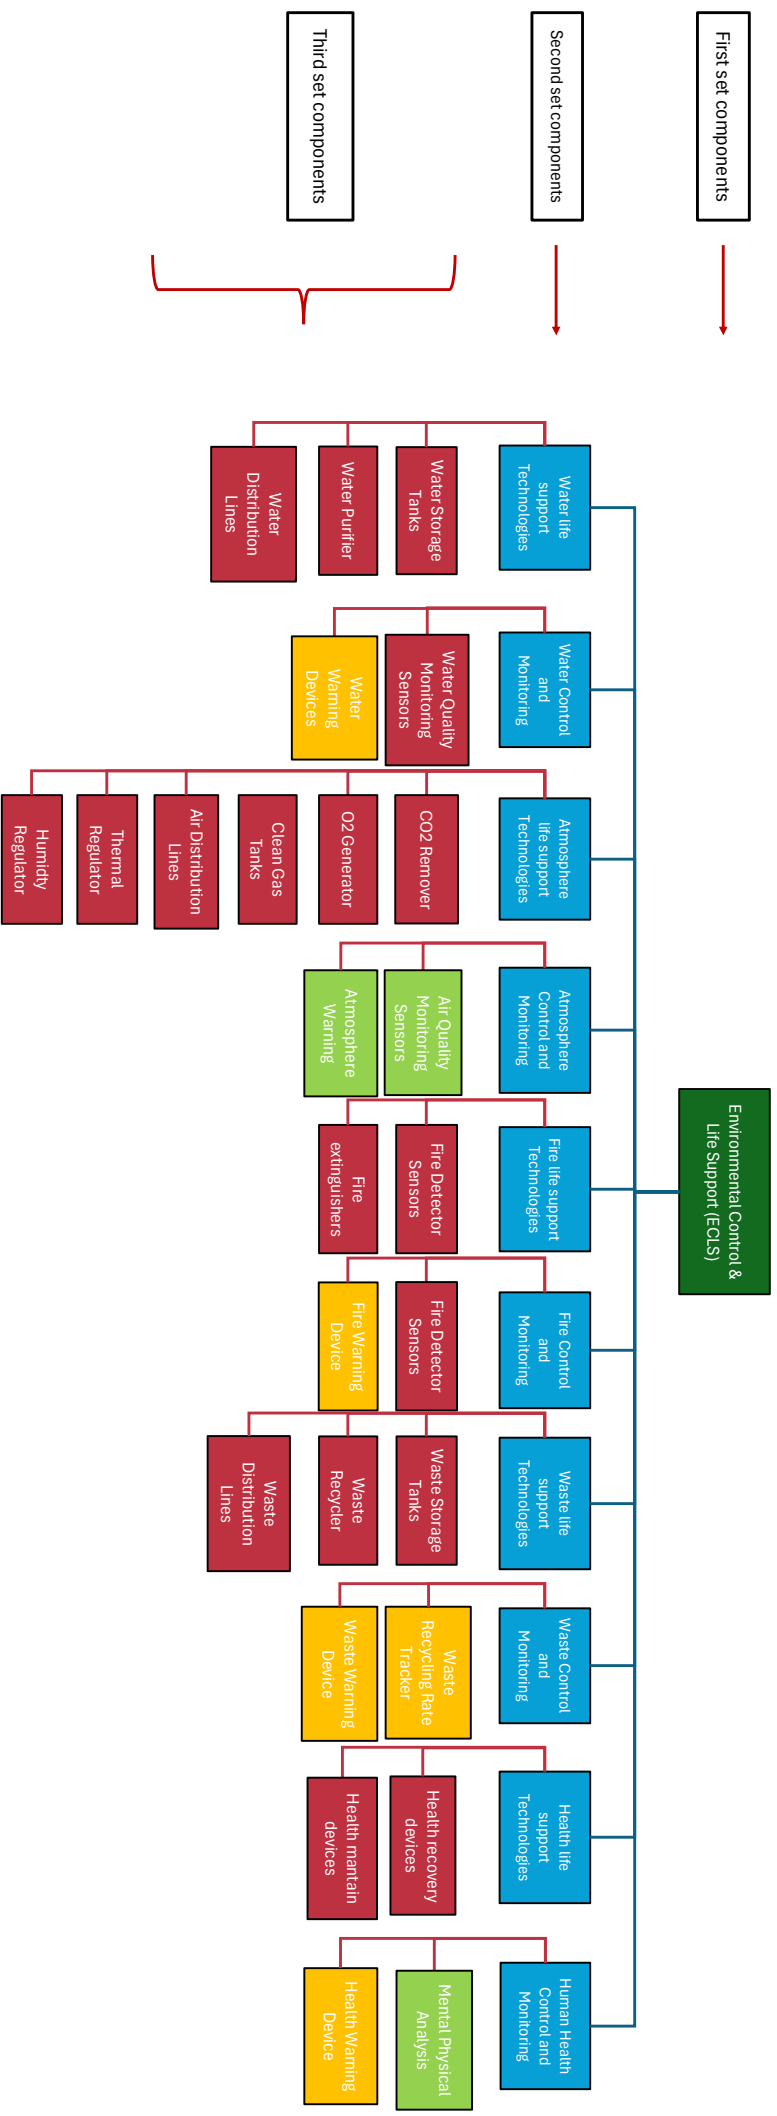 First set components
Second set components
Third set components
Environmental Control &
Life Support (ECLS)
Water life
support
Technologies
Water Control
and
Monitoring
Atmosphere
life support
Technologies
Atmosphere
Control and
Monitoring
Fire life support
Technologies
Fire Control
and
Monitoring
Waste life
support
Technologies
Waste Control
and
Monitoring
Health life
support
Technologies
Human Health
Control and
Monitoring
Water Storage
Tanks
Water Purifier
Water
Distribution
Lines
Water Quality
Monitoring
Sensors
Water
Warning
Devices
CO2 Remover
O2 Generator
Clean Gas
Tanks
Air Distribution
Lines
Thermal
Regulator
Humidty
Regulator
Air Quality
Monitoring
Sensors
Atmosphere
Warning
Fire Detector
Sensors
Fire
extinguishers
Fire Detector
Sensors
Fire Warning
Device
Waste Storage
Tanks
Waste
Recycler
Waste
Distribution
Lines
Waste
Recycling Rate
Tracker
Waste Warning
Device
Health recovery
devices
Health mantain
devices
Mental Physical
Analysis
Health Warning
Device